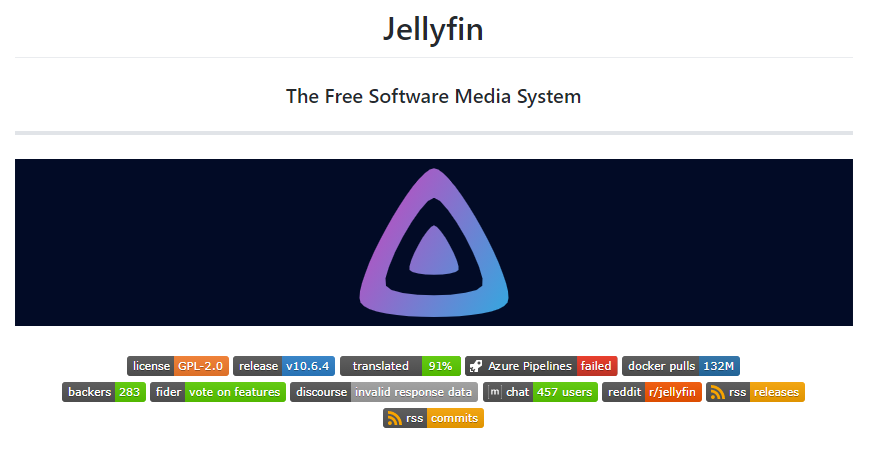 Jellyfin
The Free Software Media System
license GPL-2.0 release v10.6.4 translated 91% Azure Pipelines failed docker pulls 132M
backers 283 fider vote on features discourse invalid response data [m] chat 457 users reddit r/jellyfin rss releases
rss commits